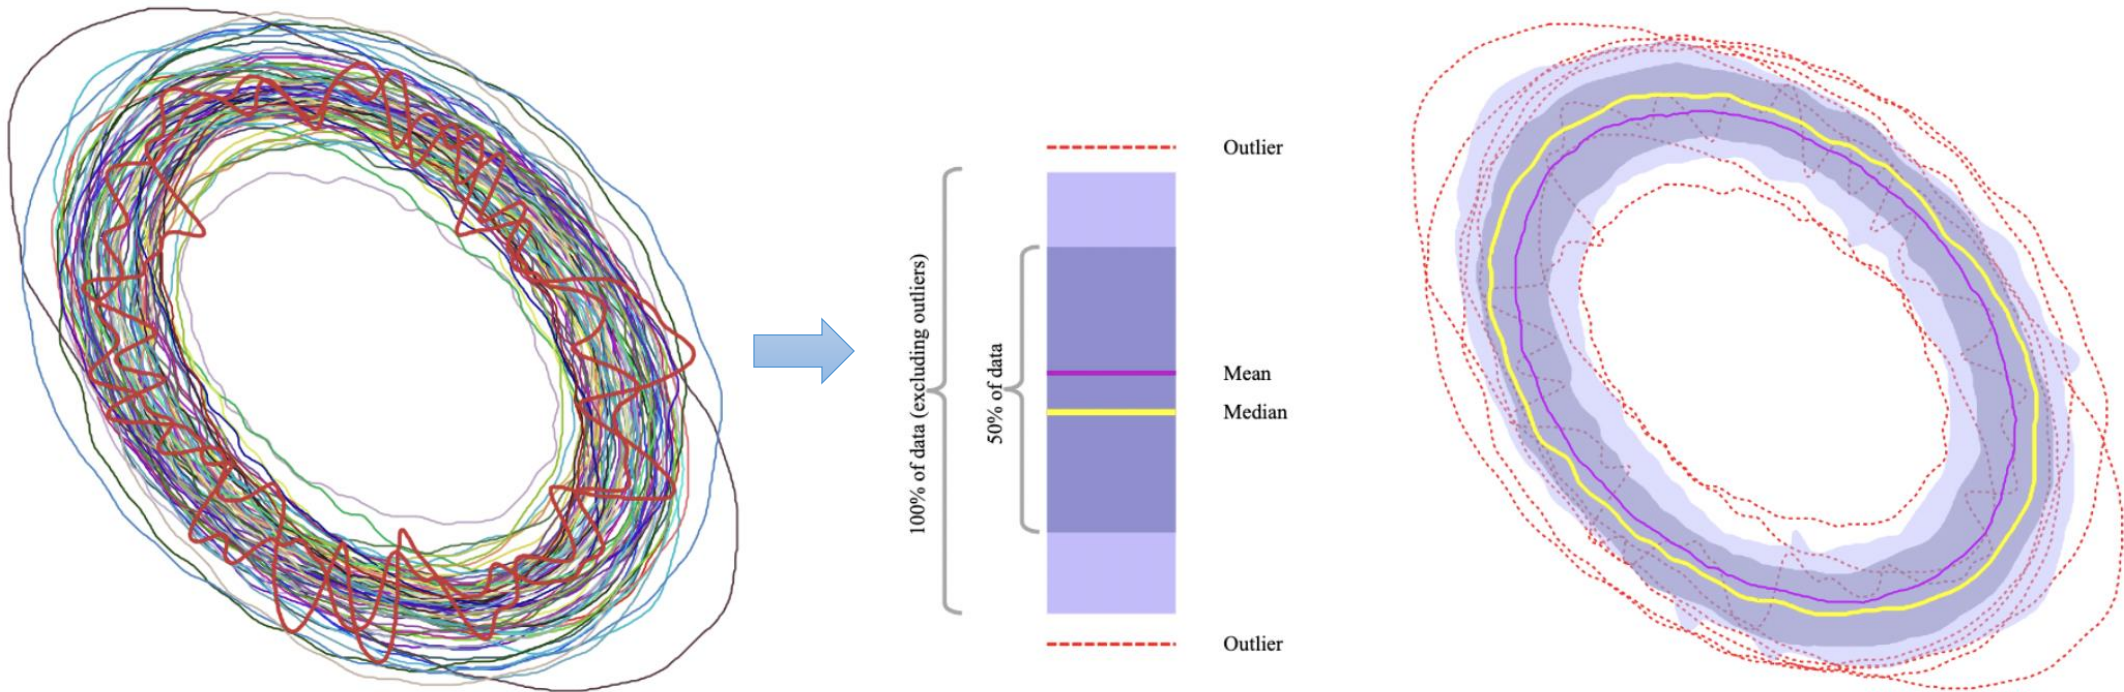 Outlier
100% of data (excluding outliers)
50% of data
Mean
Median
Outlier